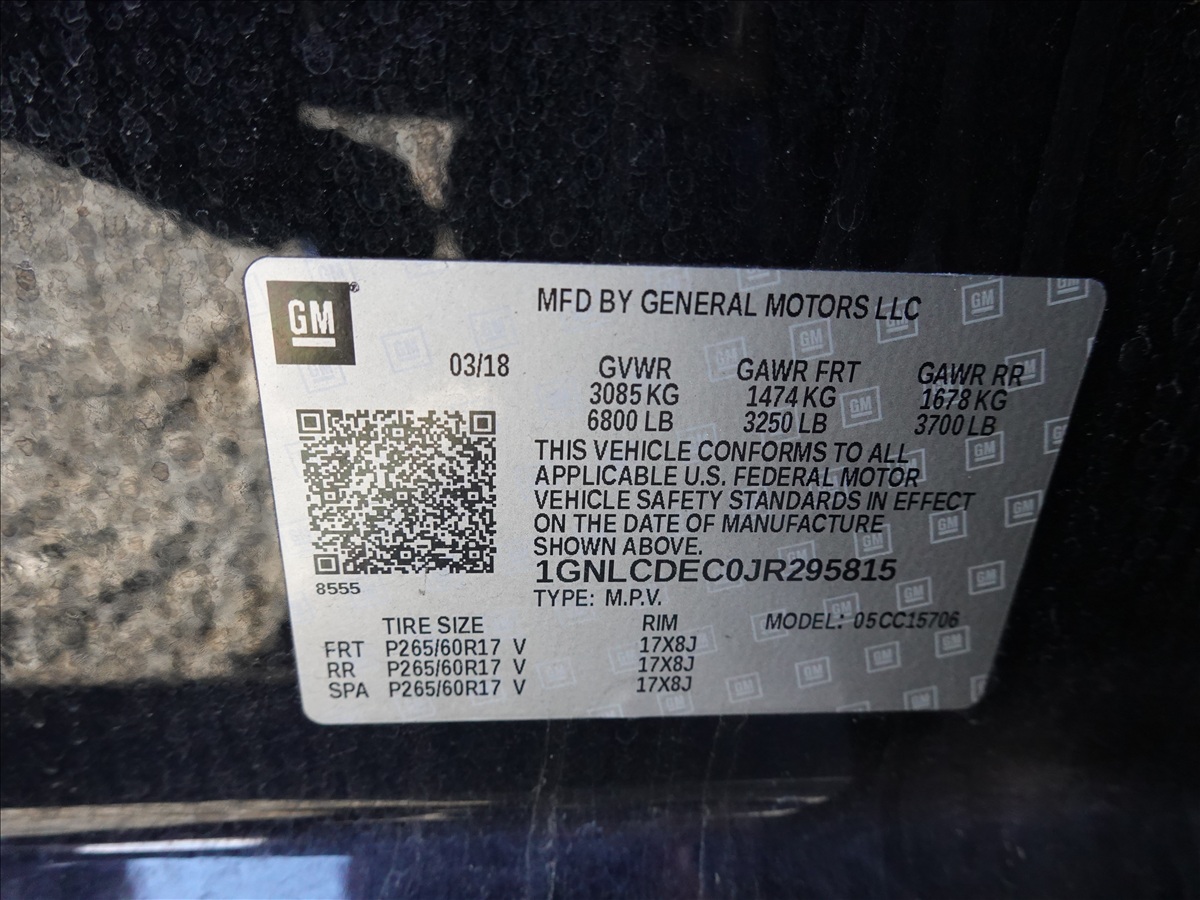 GM
MFD BY GENERAL MOTORS LLC
03/18 GVWR GAWR FRT GAWR RR
3085 KG 1474 KG 1678 KG
6800 LB 3250 LB 3700 LB
THIS VEHICLE CONFORMS TO ALL
APPLICABLE U.S. FEDERAL MOTOR
VEHICLE SAFETY STANDARDS IN EFFECT
ON THE DATE OF MANUFACTURE
SHOWN ABOVE.
8555
1GNLCDEC0JR295815
TYPE: M.P.V. MODEL: 05CC15706
TIRE SIZE RIM
FRT P265/60R17 V 17X8J
RR P265/60R17 V 17X8J
SPA P265/60R17 V 17X8J